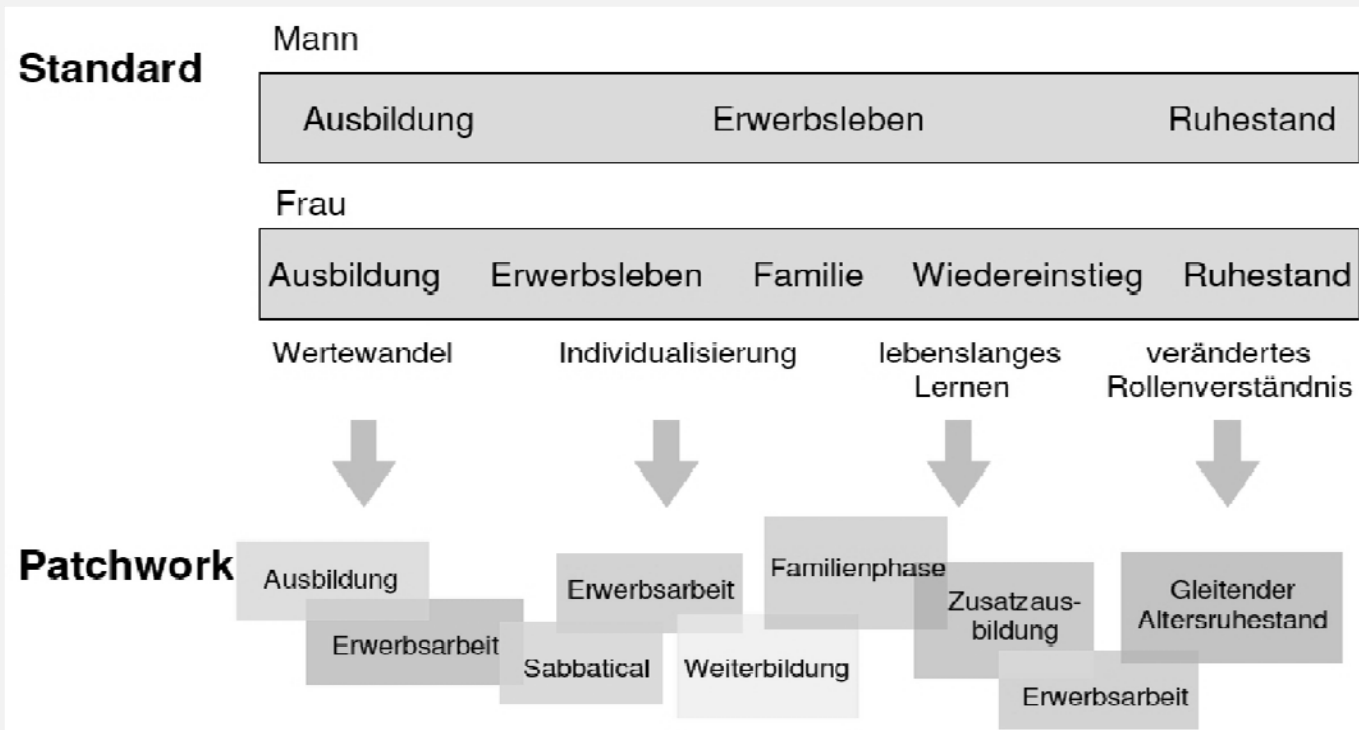 Standard
Mann
Ausbildung Erwerbsleben Ruhestand
Frau
Ausbildung Erwerbsleben Familie Wiedereinstieg Ruhestand
Wertewandel Individualisierung lebenslanges verändertes
Lernen Rollenverständnis
Patchwork
Ausbildung
Erwerbsarbeit
Sabbatical
Erwerbsarbeit
Weiterbildung
Familienphase
Zusatzaus-
bildung
Erwerbsarbeit
Gleitender
Altersruhestand